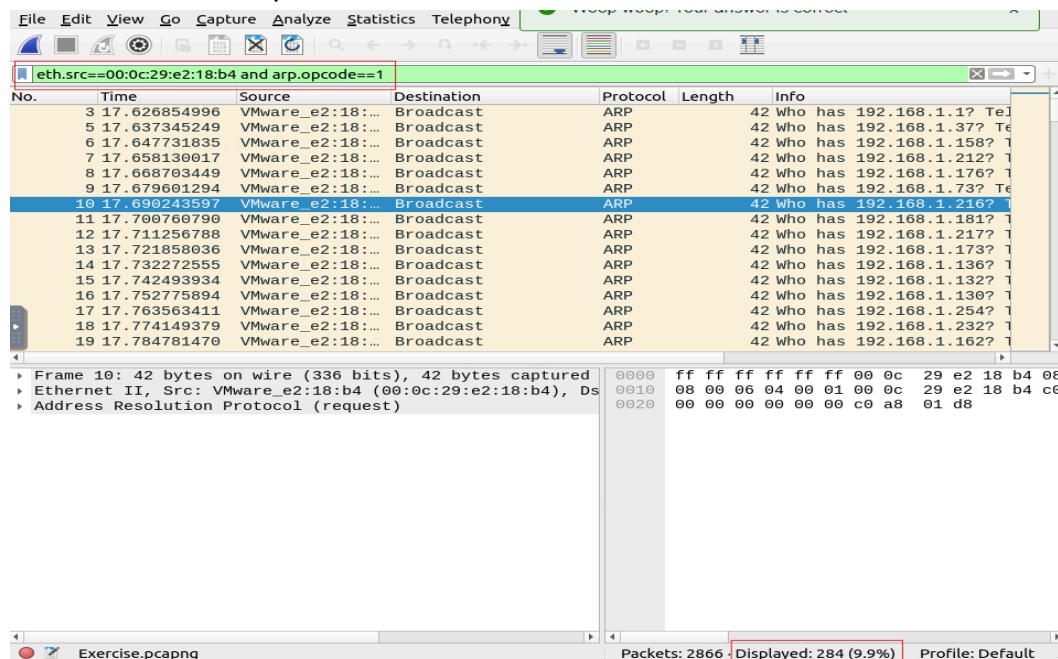 File Edit View Go Capture Analyze Statistics Telephony
eth.src==00:0c:29:e2:18:b4 and arp.opcode==1
No. Time Source Destination Protocol Length Info
3 17.626854996 VMware_e2:18:… Broadcast ARP 42 Who has 192.168.1.1? Tel
5 17.637345249 VMware_e2:18:… Broadcast ARP 42 Who has 192.168.1.37? Te
6 17.647731835 VMware_e2:18:… Broadcast ARP 42 Who has 192.168.1.158? T
7 17.658130017 VMware_e2:18:… Broadcast ARP 42 Who has 192.168.1.212? T
8 17.668703449 VMware_e2:18:… Broadcast ARP 42 Who has 192.168.1.176? T
9 17.679601294 VMware_e2:18:… Broadcast ARP 42 Who has 192.168.1.73? Te
10 17.690243597 VMware_e2:18:… Broadcast ARP 42 Who has 192.168.1.216? T
11 17.700760790 VMware_e2:18:… Broadcast ARP 42 Who has 192.168.1.181? T
12 17.711256788 VMware_e2:18:… Broadcast ARP 42 Who has 192.168.1.217? T
13 17.721858036 VMware_e2:18:… Broadcast ARP 42 Who has 192.168.1.173? T
14 17.732272555 VMware_e2:18:… Broadcast ARP 42 Who has 192.168.1.136? T
15 17.742493934 VMware_e2:18:… Broadcast ARP 42 Who has 192.168.1.132? T
16 17.752775894 VMware_e2:18:… Broadcast ARP 42 Who has 192.168.1.130? T
17 17.763563411 VMware_e2:18:… Broadcast ARP 42 Who has 192.168.1.254? T
18 17.774149379 VMware_e2:18:… Broadcast ARP 42 Who has 192.168.1.232? T
19 17.784781470 VMware_e2:18:… Broadcast ARP 42 Who has 192.168.1.162? T
Frame 10: 42 bytes on wire (336 bits), 42 bytes captured
Ethernet II, Src: VMware_e2:18:b4 (00:0c:29:e2:18:b4), Ds
Address Resolution Protocol (request)
0000 ff ff ff ff ff ff 00 0c 29 e2 18 b4 08
0010 08 00 06 04 00 01 00 0c 29 e2 18 b4 c0
0020 00 00 00 00 00 00 c0 a8 01 d8
Exercise.pcapng Packets: 2866 · Displayed: 284 (9.9%) Profile: Default